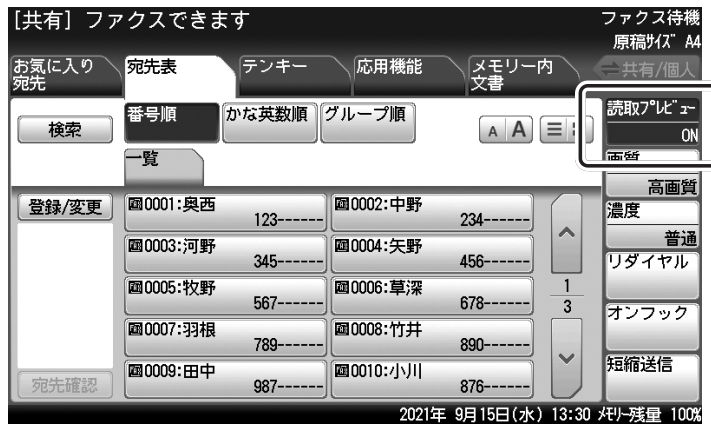 [共有] ファクスできます
ファクス待機
原稿ｻｲｽﾞ A4
お気に入り
宛先
宛先表
テンキー
応用機能
メモリー内
文書
共有/個人
検索
番号順
かな英数順
グループ順
A A
読取ﾌﾟﾚﾋﾞｭｰ
ON
一覧
画質
高画質
登録/変更
0001:奥西
123------
0002:中野
234------
濃度
普通
0003:河野
345------
0004:矢野
456------
リダイヤル
0005:牧野
567------
0006:草深
678------
1
3
オンフック
0007:羽根
789------
0008:竹井
890------
短縮送信
0009:田中
987------
0010:小川
876------
宛先確認
2021年 9月15日(水) 13:30 ﾒﾓﾘｰ残量 100%